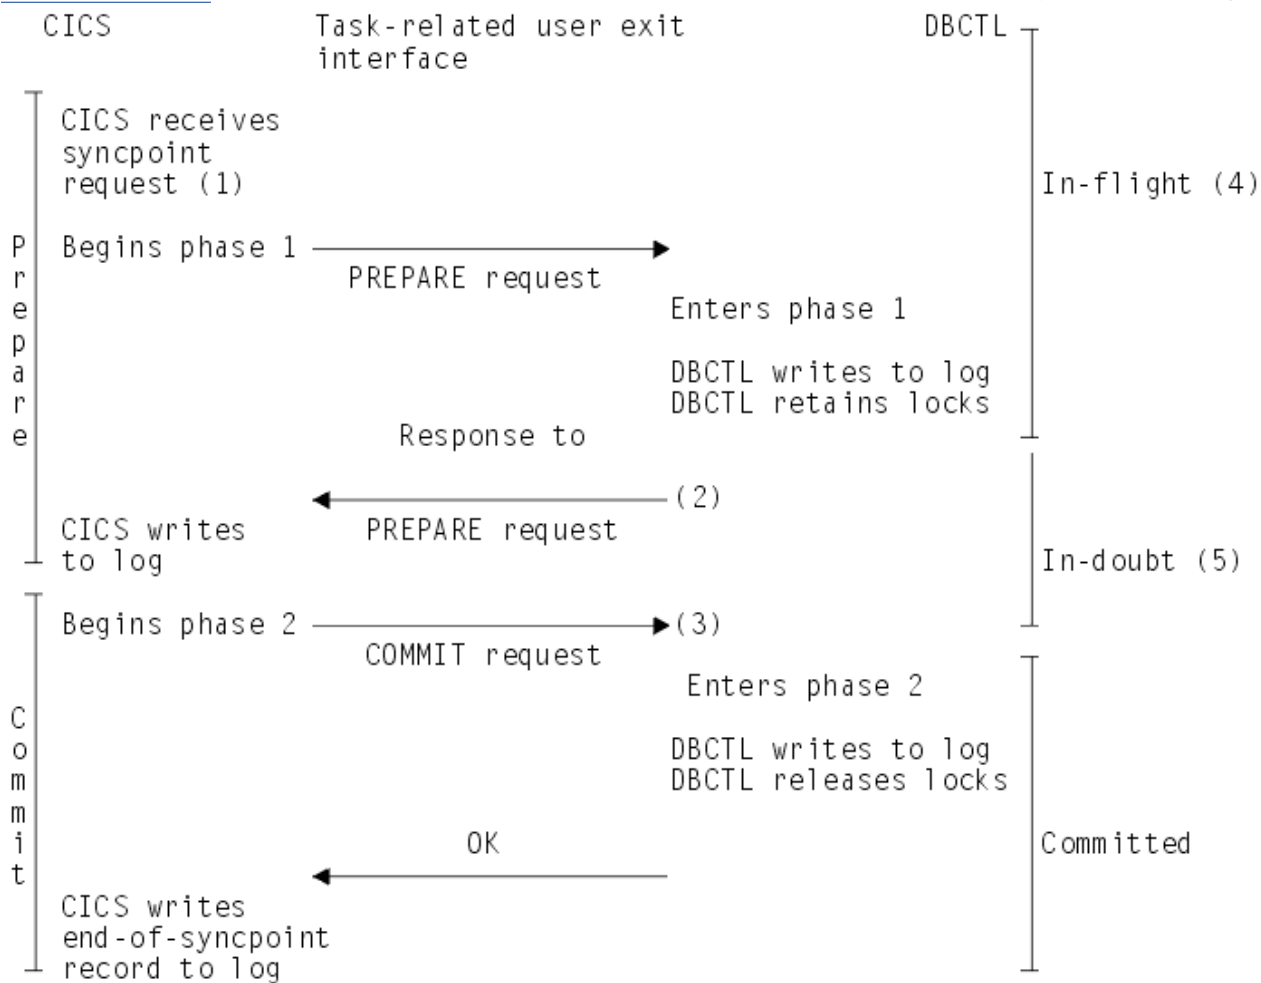 CICS Task-related user exit DBCTL
interface
CICS receives
syncpoint
request (1) In-flight (4)
Prepare
Begins phase 1
PREPARE request
Enters phase 1
DBCTL writes to log
DBCTL retains locks
Response to
(2)
CICS writes PREPARE request
to log In-doubt (5)
Begins phase 2 (3)
COMMIT request
Enters phase 2
Commit
DBCTL writes to log
DBCTL releases locks
OK Committed
CICS writes
end-of-syncpoint
record to log